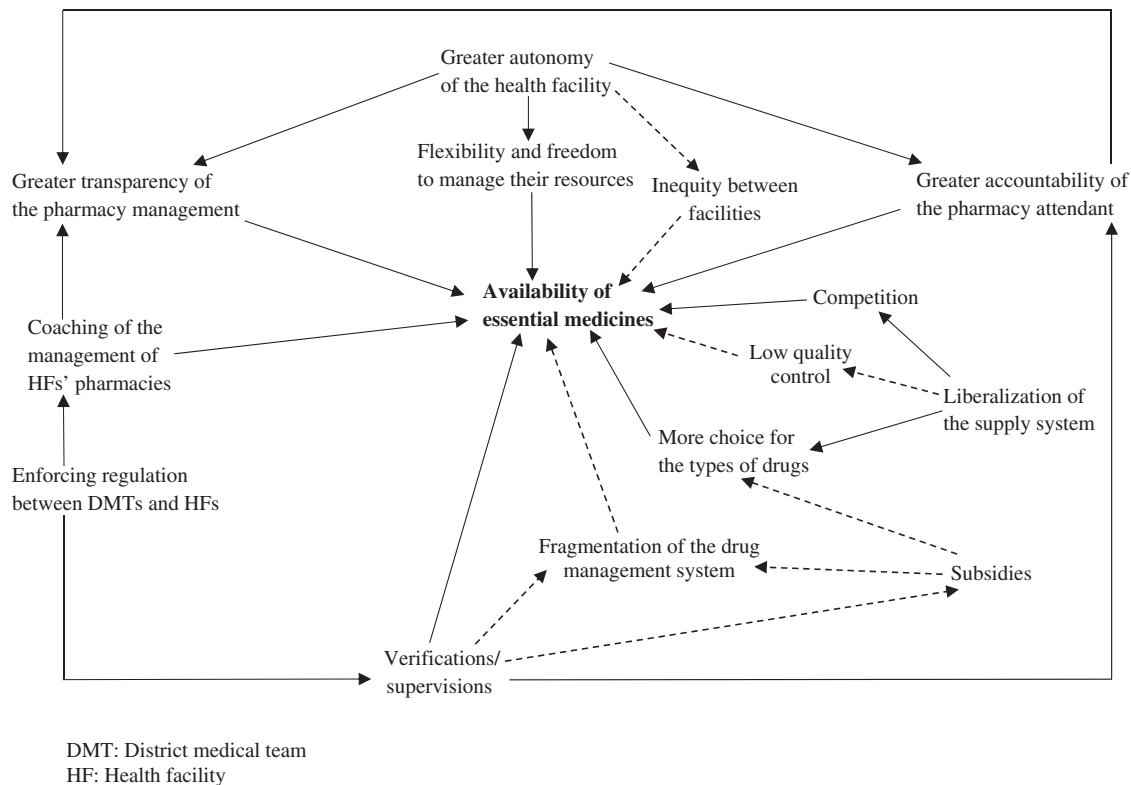 Greater autonomy
of the health facility
Flexibility and freedom
to manage their resources
Greater transparency of
the pharmacy management
Inequity between
facilities
Greater accountability of
the pharmacy attendant
Availability of
essential medicines
Competition
Coaching of the
management of
HFs' pharmacies
Low quality
control
Liberalization of
the supply system
More choice for
the types of drugs
Enforcing regulation
between DMTs and HFs
Fragmentation of the drug
management system
Subsidies
Verifications/
supervisions
DMT: District medical team
HF: Health facility